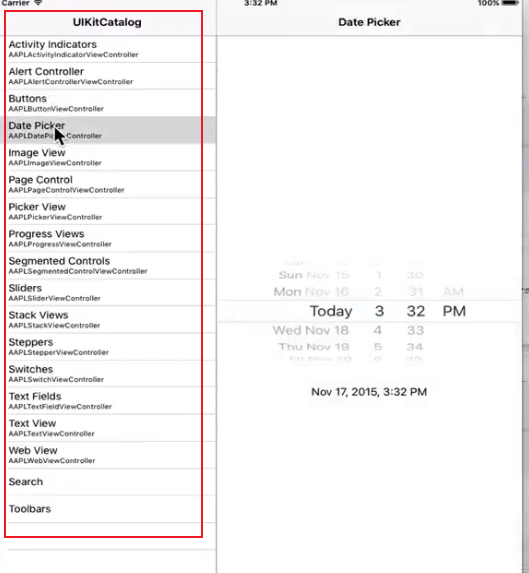 Carrier
3:32 PM
100%
UIKitCatalog
Date Picker
Activity Indicators
AAPLActivityIndicatorViewController
Alert Controller
AAPLAlertControllerViewController
Buttons
AAPLButtonViewController
Date Picker
AAPLDatePic Controller
Image View
AAPLImageViewController
Page Control
AAPLPageControlViewController
Picker View
AAPLPickerViewController
Progress Views
AAPLProgressViewController
Segmented Controls
AAPLSegmentedControlViewController
Sliders
AAPLSliderViewController
Stack Views
AAPLStackViewController
Steppers
AAPLStepperViewController
Switches
AAPLSwitchViewController
Text Fields
AAPLTextFieldViewController
Text View
AAPLTextViewController
Web View
AAPLWebViewController
Search
Toolbars
Sun Nov 15 1 30
Mon Nov 16 2 31 AM
Today 3 32 PM
Wed Nov 18 4 33
Thu Nov 19 5 34
Nov 17, 2015, 3:32 PM